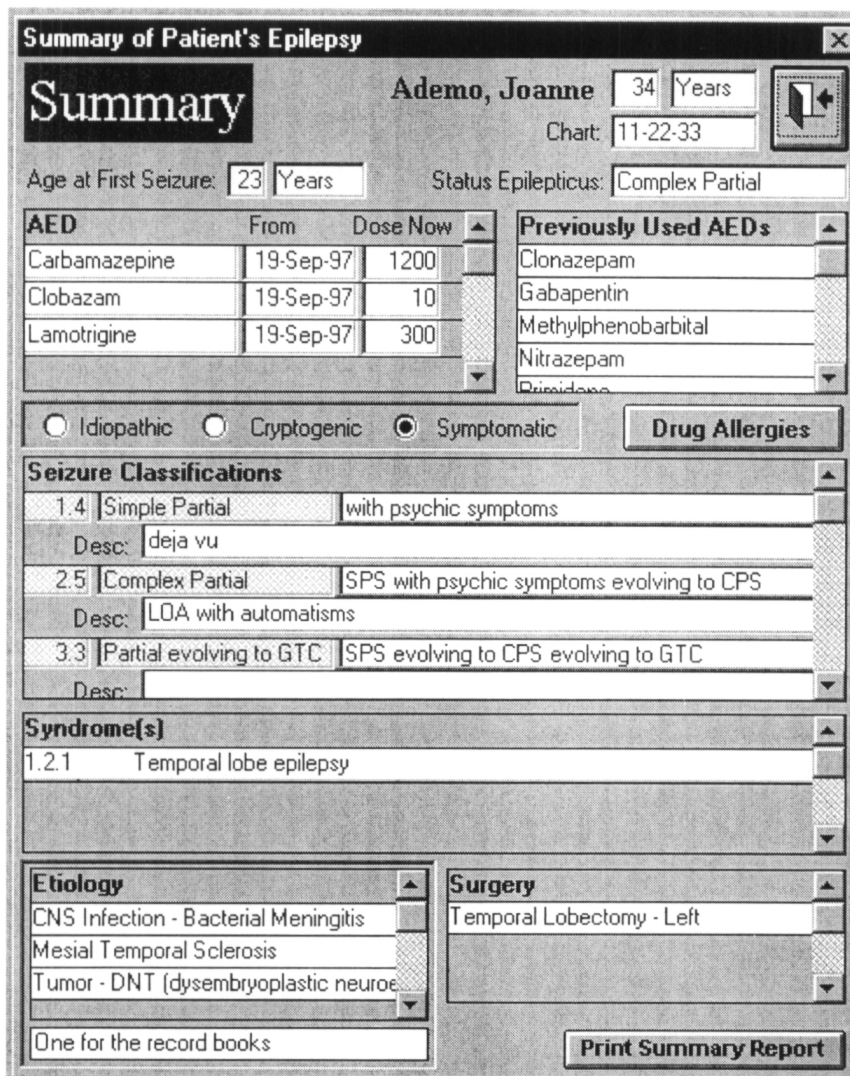 Summary of Patient's Epilepsy
Summary
Ademo, Joanne 34 Years
Chart: 11-22-33
Age at First Seizure: 23 Years Status Epilepticus: Complex Partial
AED From Dose Now
Carbamazepine 19-Sep-97 1200
Clobazam 19-Sep-97 10
Lamotrigine 19-Sep-97 300
Previously Used AEDs
Clonazepam
Gabapentin
Methylphenobarbital
Nitrazepam
Primidone
Idiopathic Cryptogenic Symptomatic Drug Allergies
Seizure Classifications
1.4 Simple Partial with psychic symptoms
Desc: deja vu
2.5 Complex Partial SPS with psychic symptoms evolving to CPS
Desc: LOA with automatisms
3.3 Partial evolving to GTC SPS evolving to CPS evolving to GTC
Desc:
Syndrome(s)
1.2.1 Temporal lobe epilepsy
Etiology
CNS Infection - Bacterial Meningitis
Mesial Temporal Sclerosis
Tumor - DNT (dysembryoplastic neuroe
One for the record books
Surgery
Temporal Lobectomy - Left
Print Summary Report